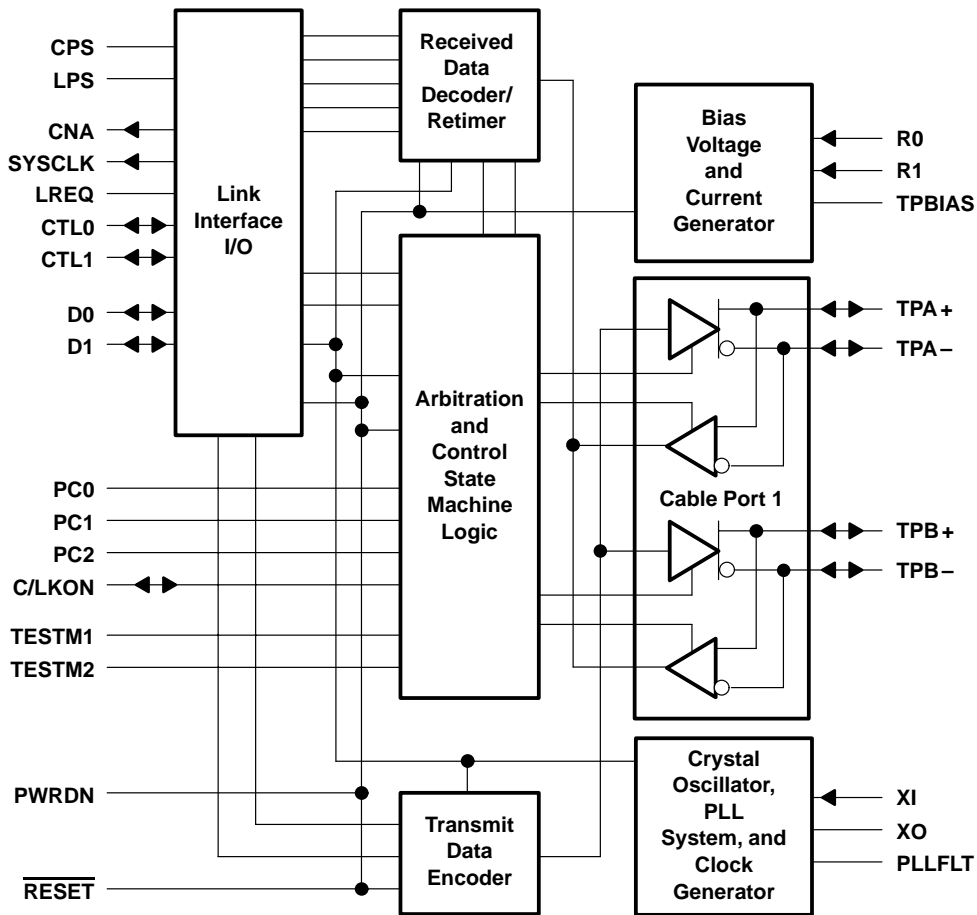 CPS
LPS
CNA
SYSCLK
LREQ
CTL0
CTL1
D0
D1
PC0
PC1
PC2
C/LKON
TESTM1
TESTM2
PWRDN
RESET
Link
Interface
I/O
Received
Data
Decoder/
Retimer
Arbitration
and
Control
State
Machine
Logic
Transmit
Data
Encoder
Bias
Voltage
and
Current
Generator
Cable Port 1
Crystal
Oscillator,
PLL
System, and
Clock
Generator
R0
R1
TPBIAS
TPA+
TPA−
TPB+
TPB−
XI
XO
PLLFLT